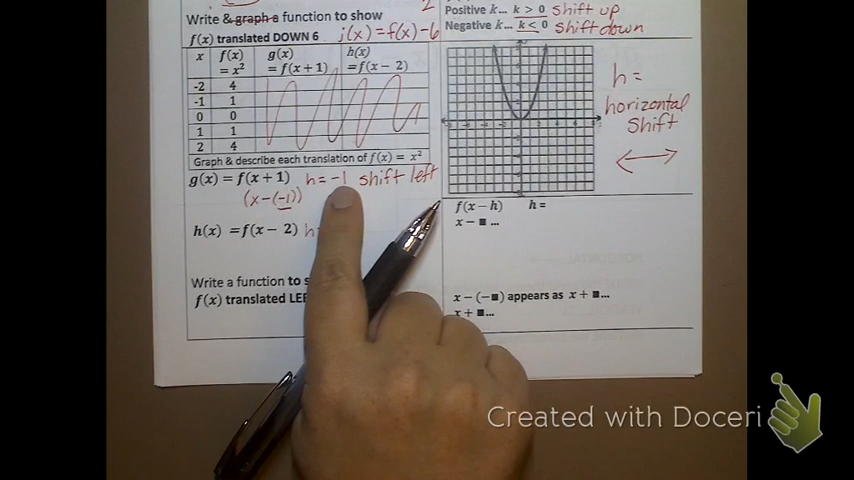 2
Write & graph a function to show
f(x) translated DOWN 6 j(x) = f(x) - 6
x f(x) = x² g(x) = f(x + 1) h(x) = f(x - 2)
-2 4
-1 1
0 0
1 1
2 4
Graph & describe each translation of f(x) = x²
g(x) = f(x + 1) h = -1 shift left
(x - (-1))
h(x) = f(x - 2) h
Write a function to
f(x) translated
Positive k... k > 0 shift up
Negative k... k < 0 shift down
h =
horizontal
shift
f(x - h) h =
x - ■ ...
x - (-■) appears as x + ■...
x + ■...
Created with Doceri